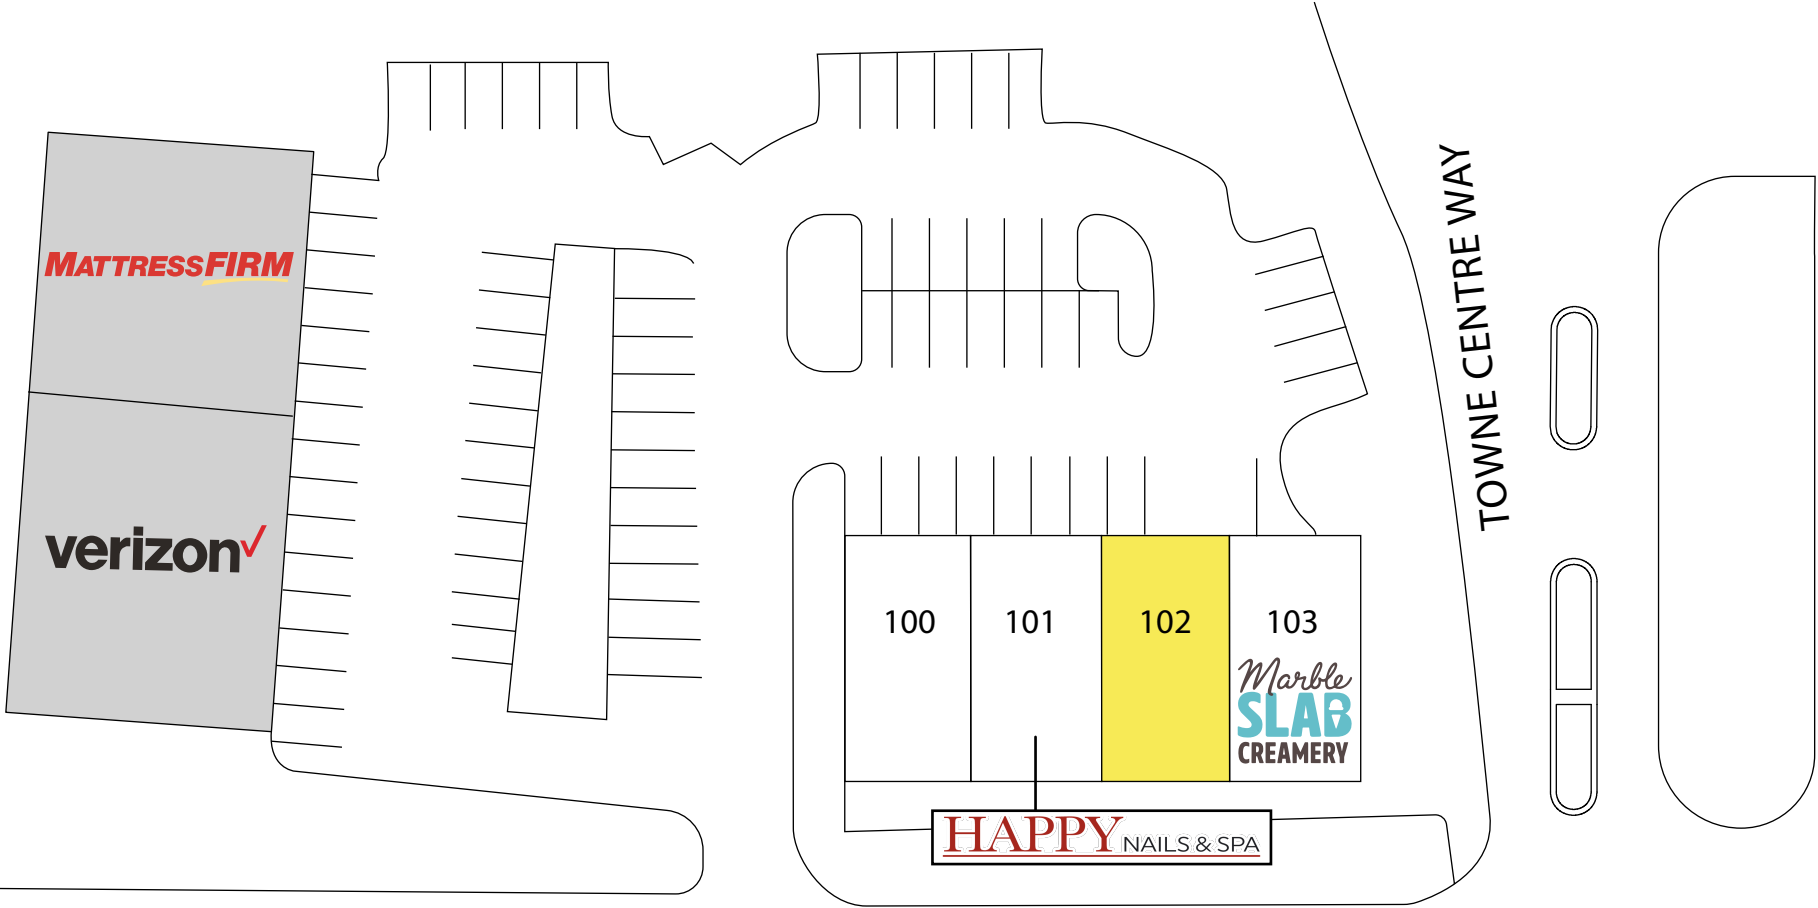 MATTRESSFIRM
verizon
TOWNE CENTRE WAY
100
101
102
103
Marble
SLAB
CREAMERY
HAPPY NAILS & SPA